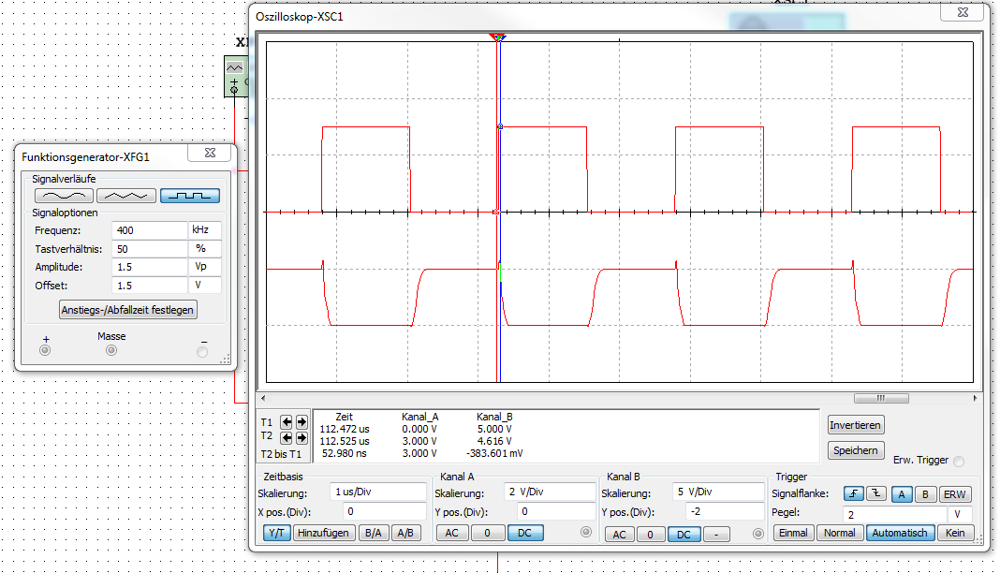 Oszilloskop-XSC1
Funktionsgenerator-XFG1
Signalverläufe
Signaloptionen
Frequenz: 400 kHz
Tastverhältnis: 50 %
Amplitude: 1.5 Vp
Offset: 1.5 V
Anstiegs-/Abfallzeit festlegen
+ Masse –
Zeit Kanal_A Kanal_B
T1 112.472 us 0.000 V 5.000 V
T2 112.525 us 3.000 V 4.616 V
T2 bis T1 52.980 ns 3.000 V -383.601 mV
Invertieren
Speichern
Erw. Trigger
Zeitbasis
Skalierung: 1 us/Div
X pos.(Div): 0
Y/T Hinzufügen B/A A/B
Kanal A
Skalierung: 2 V/Div
Y pos.(Div): 0
AC 0 DC
Kanal B
Skalierung: 5 V/Div
Y pos.(Div): -2
AC 0 DC -
Trigger
Signalflanke: A B ERW
Pegel: 2 V
Einmal Normal Automatisch Kein